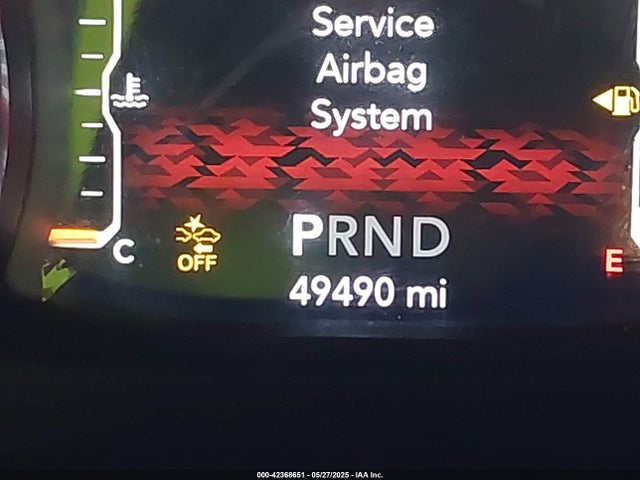 Service
Airbag
System
PRND
C
OFF
E
49490 mi
000-42368651 - 05/27/2025 - IAA Inc.